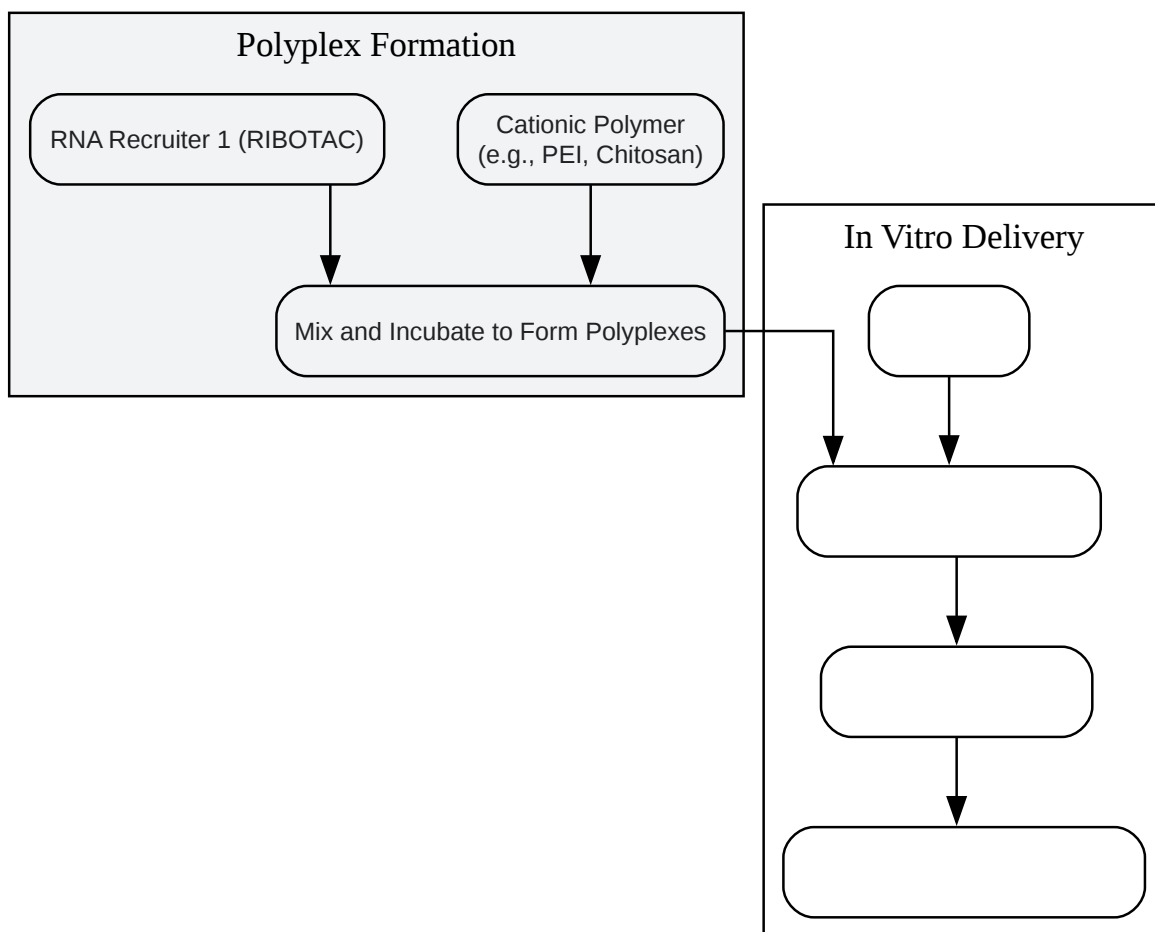 Polyplex Formation
RNA Recruiter 1 (RIBOTAC)
Cationic Polymer
(e.g., PEI, Chitosan)
Mix and Incubate to Form Polyplexes
In Vitro Delivery